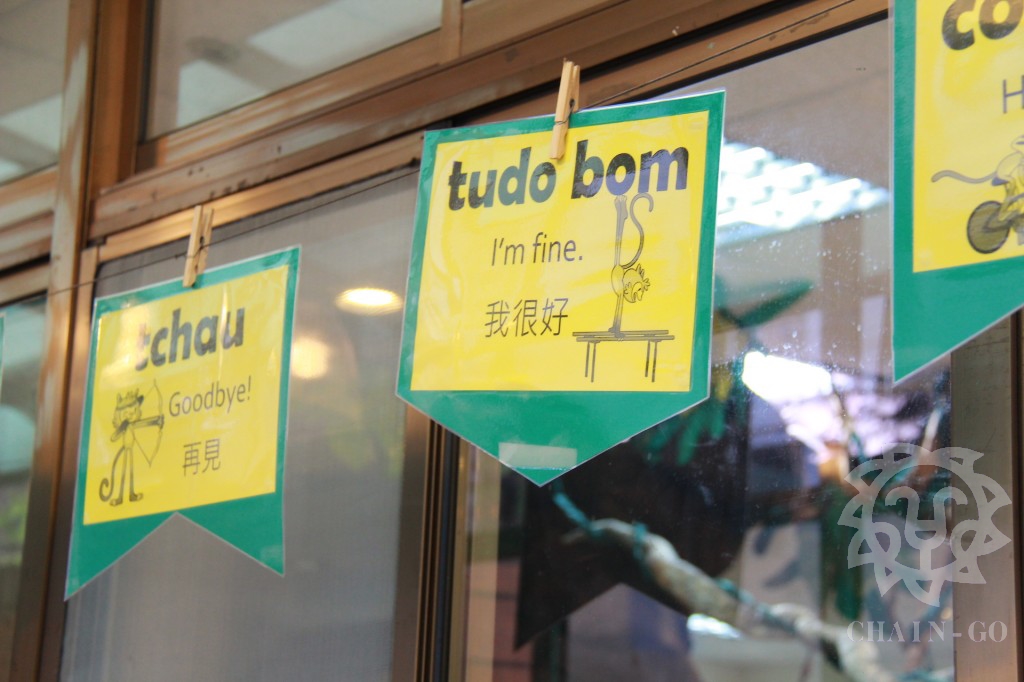 tchau
Goodbye!
再見
tudo bom
I'm fine.
我很好
CHAIN-GO